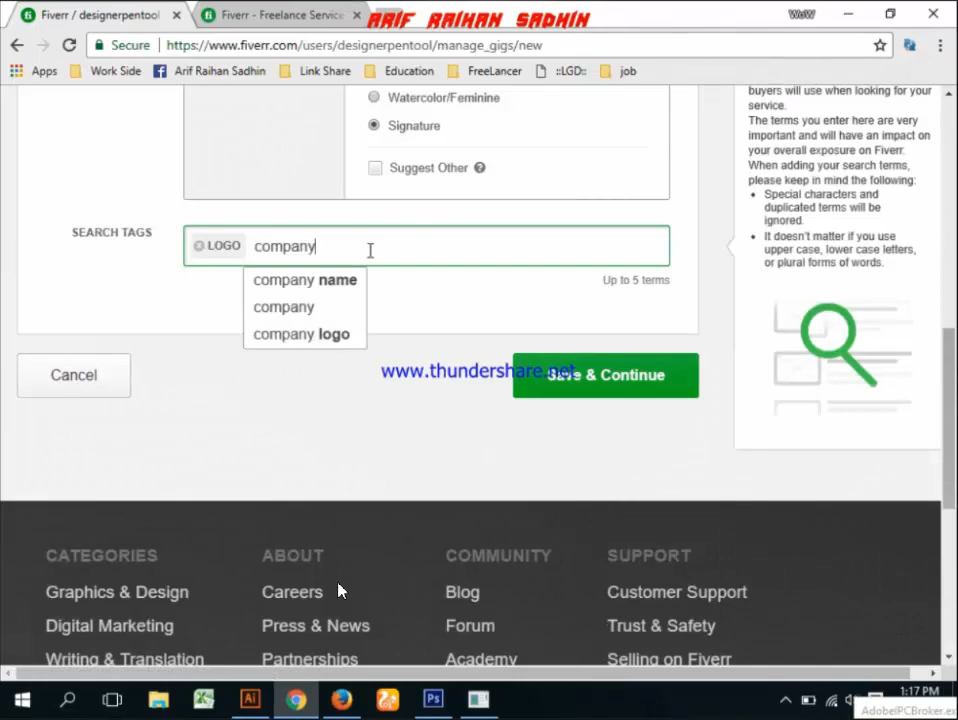 Fiverr / designerpentool
Fiverr - Freelance Service
ARIF RAIHAN SADHIN
WoW
Secure
https://www.fiverr.com/users/designerpentool/manage_gigs/new
Apps
Work Side
Arif Raihan Sadhin
Link Share
Education
FreeLancer
::LGD::
job
Watercolor/Feminine
Signature
Suggest Other
SEARCH TAGS
LOGO
company
company name
company
company logo
Up to 5 terms
Cancel
www.thundershare.net
Save & Continue
buyers will use when looking for your
service.
The terms you enter here are very
important and will have an impact on
your overall exposure on Fiverr.
When adding your search terms,
please keep in mind the following:
• Special characters and
duplicated terms will be
ignored.
• It doesn't matter if you use
upper case, lower case letters,
or plural forms of words.
CATEGORIES
ABOUT
COMMUNITY
SUPPORT
Graphics & Design
Careers
Blog
Customer Support
Digital Marketing
Press & News
Forum
Trust & Safety
Writing & Translation
Partnerships
Academy
Selling on Fiverr
Ai
Ps
1:17 PM
AdobeIPCBroker.ex